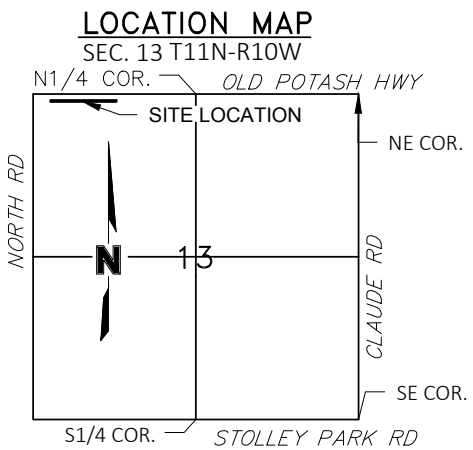 LOCATION MAP
SEC. 13 T11N-R10W
N1/4 COR.
OLD POTASH HWY
SITE LOCATION
NE COR.
NORTH RD
N
13
CLAUDE RD
SE COR.
S1/4 COR.
STOLLEY PARK RD